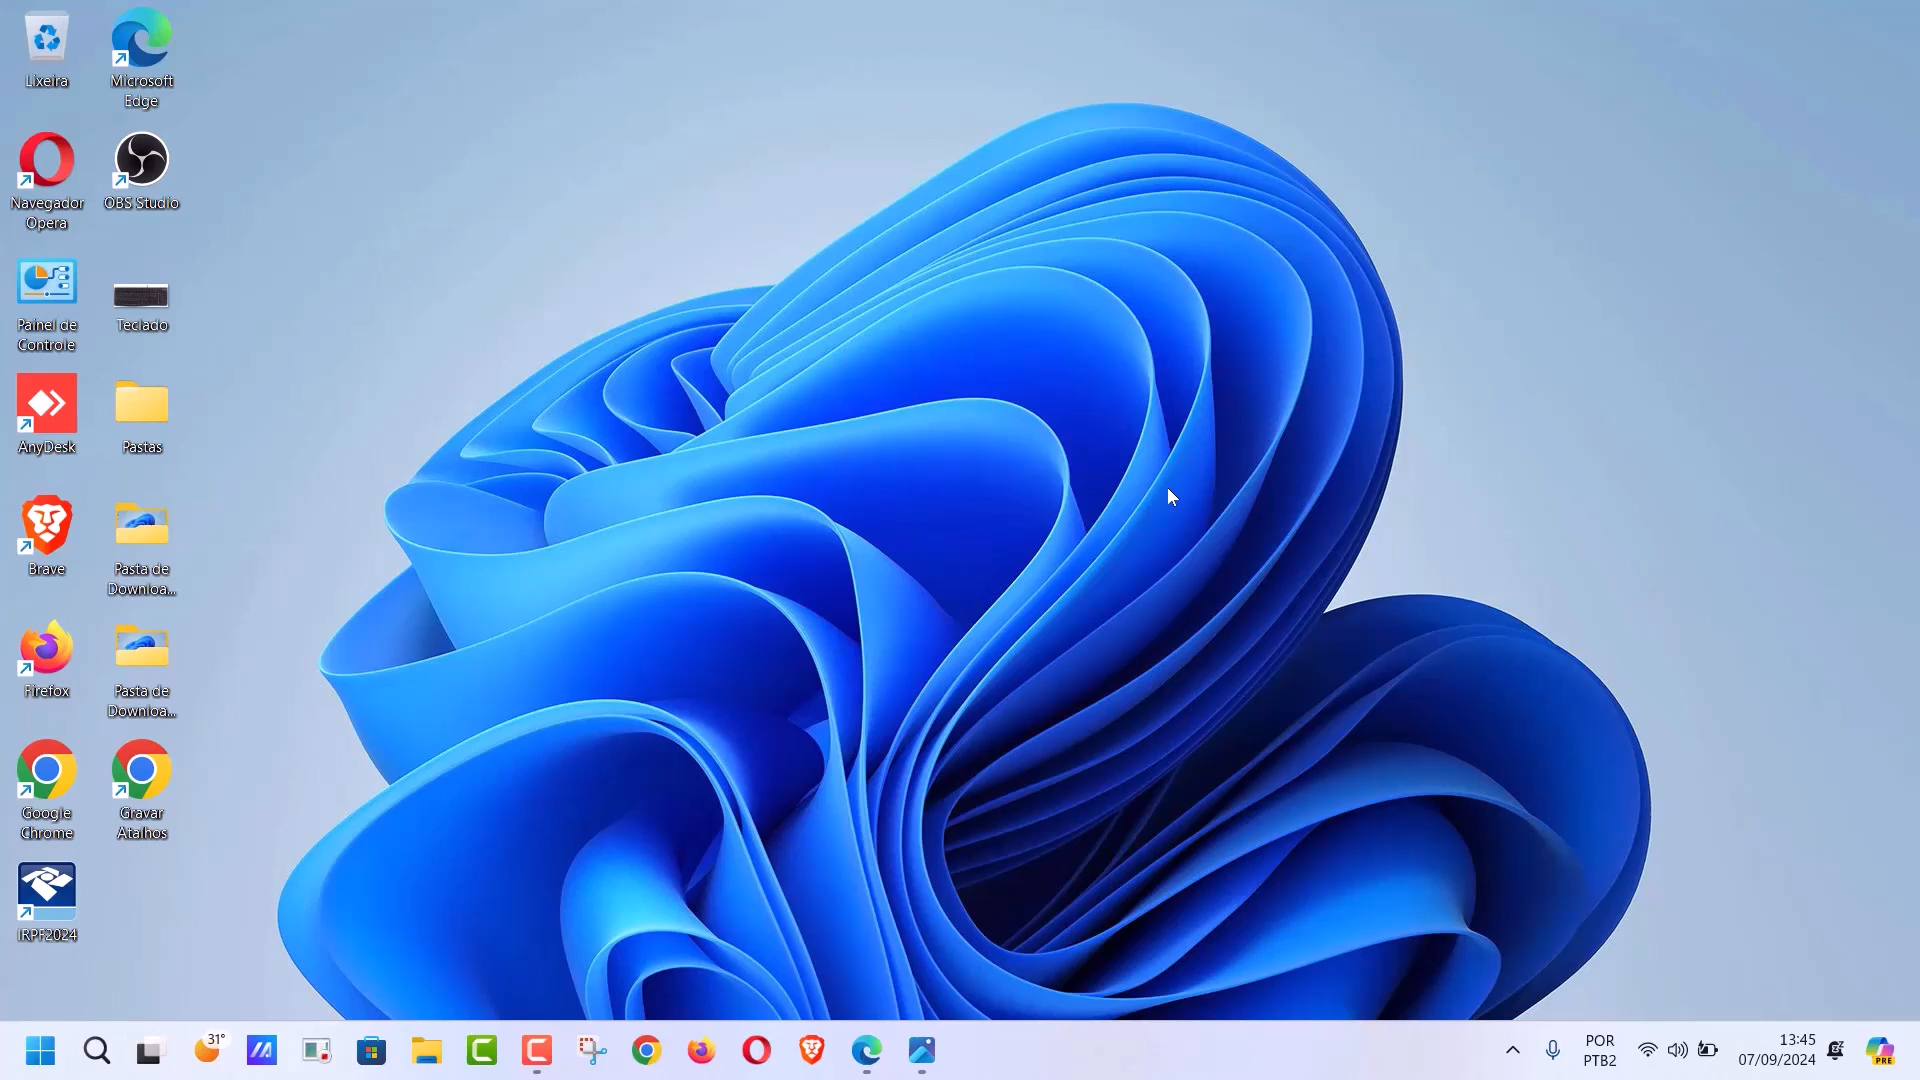 Lixeira
Microsoft
Edge
Navegador
Opera
OBS Studio
Painel de
Controle
Teclado
AnyDesk
Pastas
Brave
Pasta de
Downloa...
Firefox
Pasta de
Downloa...
Google
Chrome
Gravar
Atalhos
IRPF2024
31°
POR
PTB2
13:45
07/09/2024
PRE